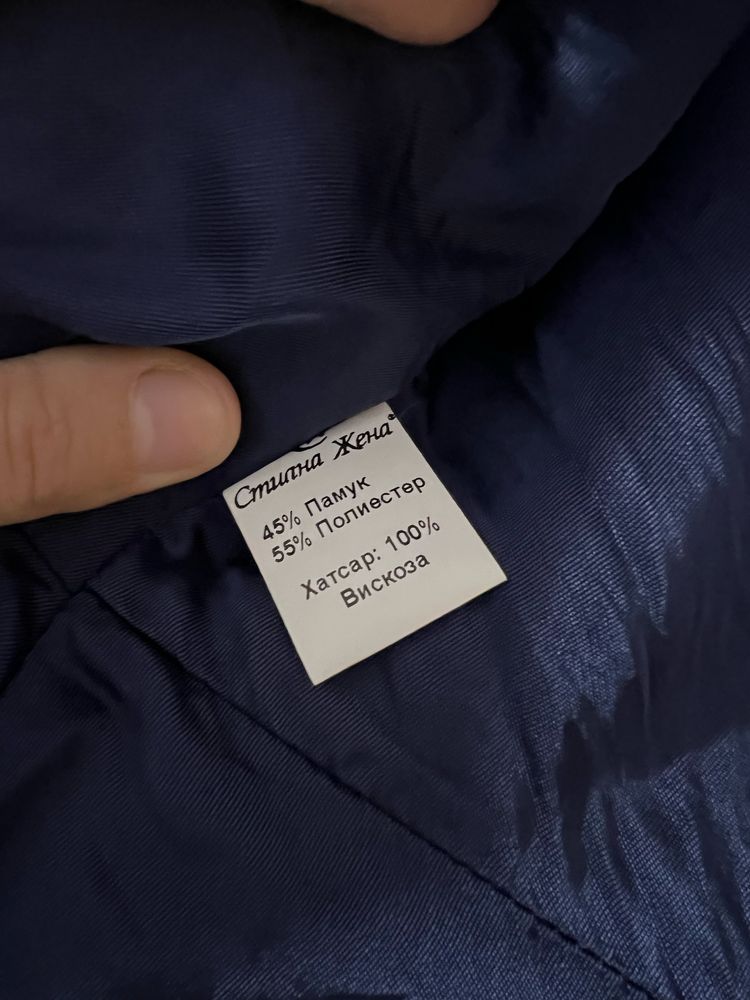 Стилна Жена®
45% Памук
55% Полиестер
Хатсар: 100%
Вискоза